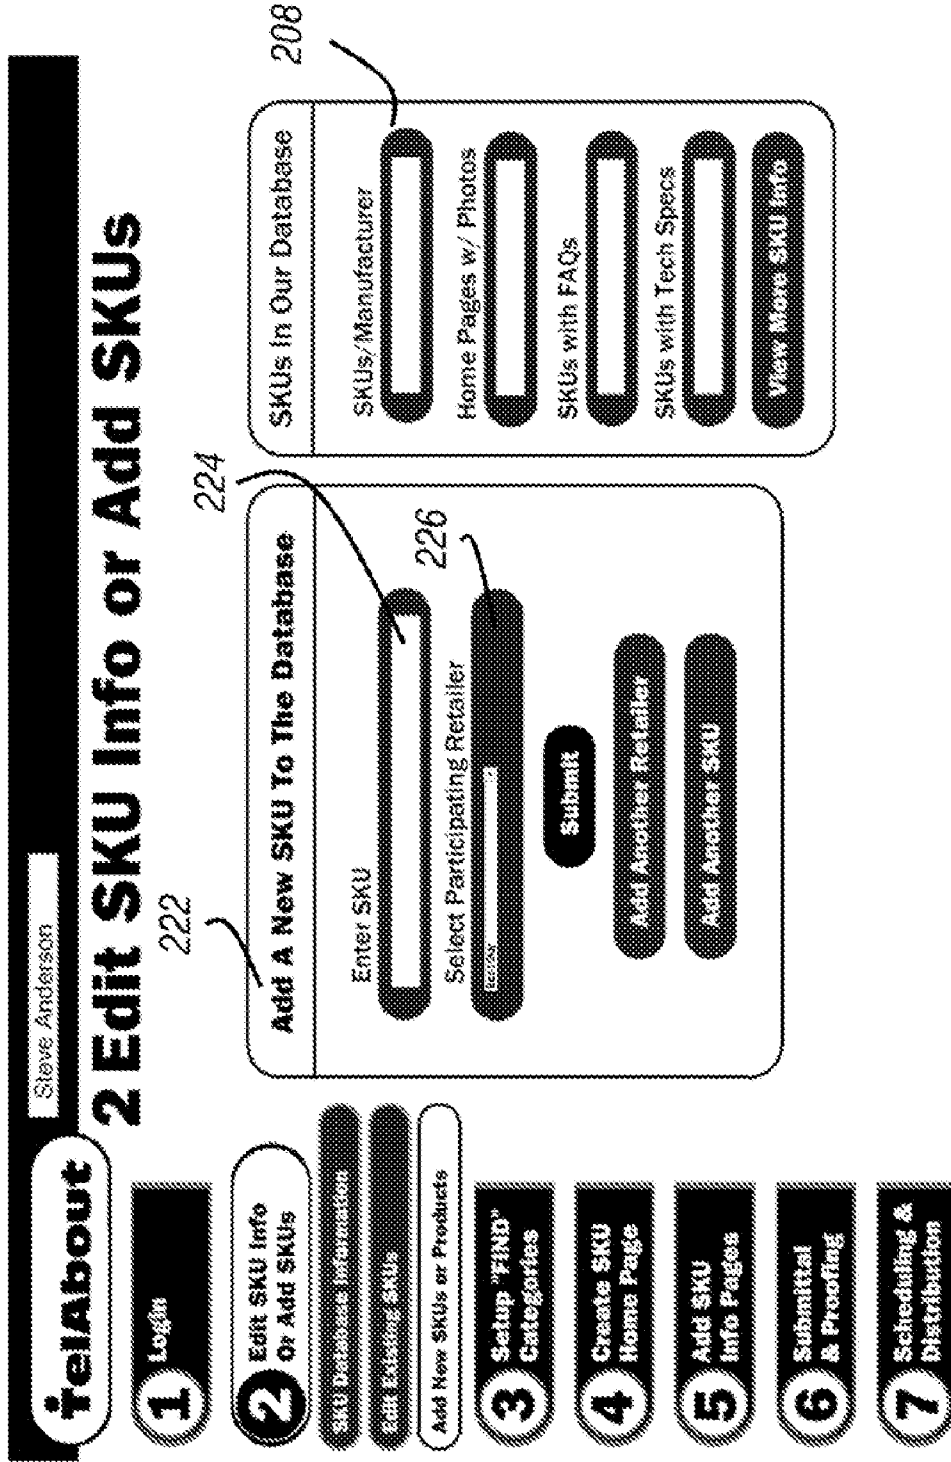 TelAbout
Steve Anderson
2 Edit SKU Info or Add SKUs
1 Login
2 Edit SKU Info
Or Add SKUs
SKU Database Information
Edit Existing SKUs
Add New SKUs or Products
3 Setup "FIND"
Categories
4 Create SKU
Home Page
5 Add SKU
Info Pages
6 Submittal
& Proofing
7 Scheduling &
Distribution
222
Add A New SKU To The Database
224
Enter SKU
Select Participating Retailer
226
Submit
Add Another Retailer
Add Another SKU
208
SKUs In Our Database
SKUs/Manufacturer
Home Pages w/ Photos
SKUs with FAQs
SKUs with Tech Specs
View More SKU Info